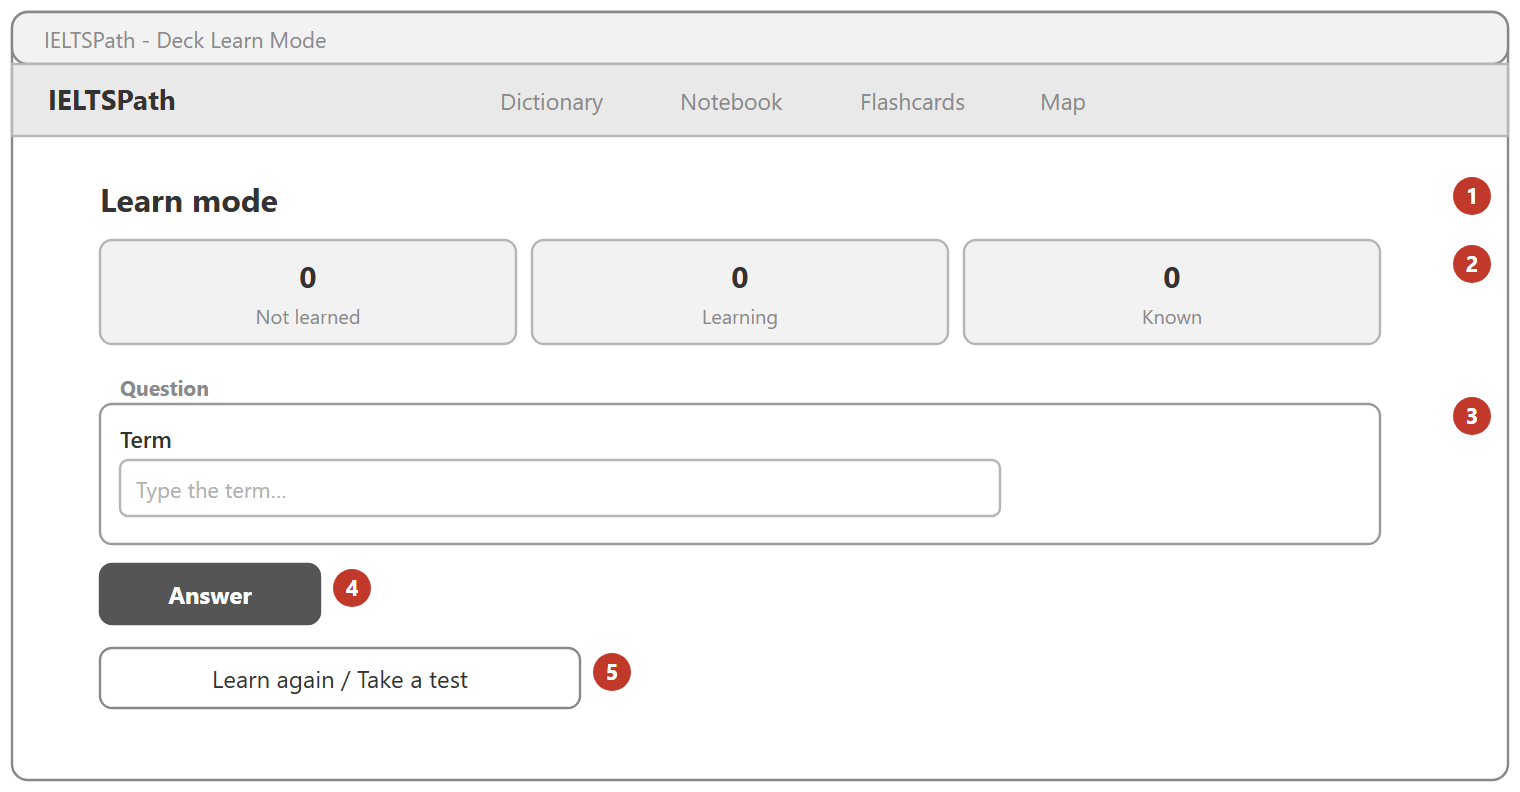 IELTSPath - Deck Learn Mode
IELTSPath Dictionary Notebook Flashcards Map
Learn mode 1
0 0 0 2
Not learned Learning Known
Question
3
Term
Type the term...
Answer 4
Learn again / Take a test 5